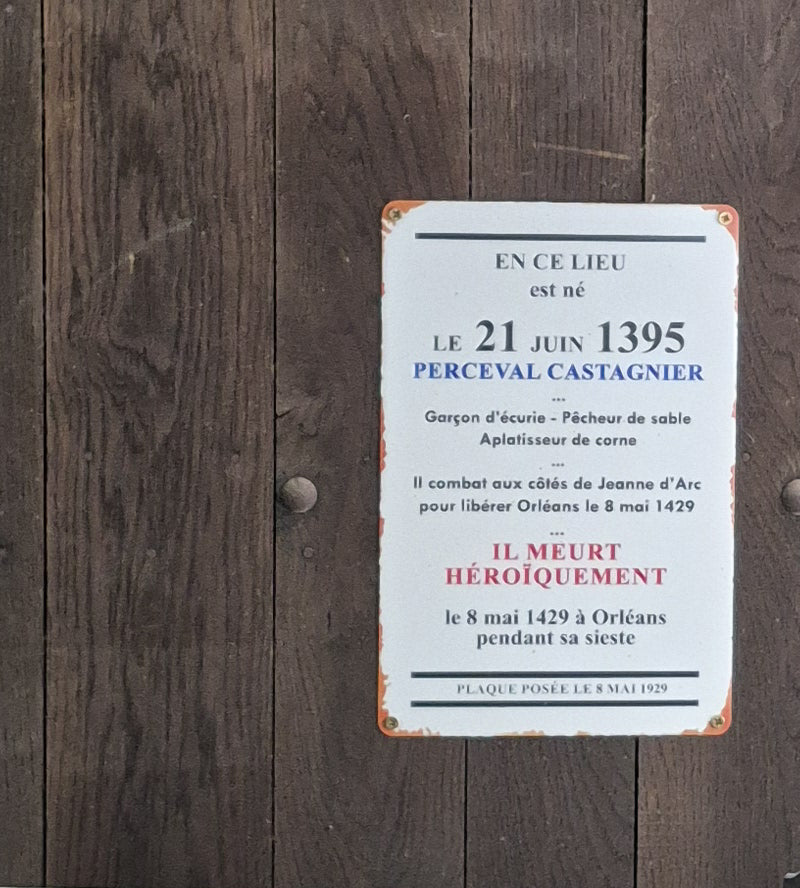 EN CE LIEU
est né
LE 21 JUIN 1395
PERCEVAL CASTAGNIER
...
Garçon d'écurie - Pêcheur de sable
Aplatisseur de corne
...
Il combat aux côtés de Jeanne d'Arc
pour libérer Orléans le 8 mai 1429
...
IL MEURT
HÉROÏQUEMENT
le 8 mai 1429 à Orléans
pendant sa sieste
PLAQUE POSÉE LE 8 MAI 1929